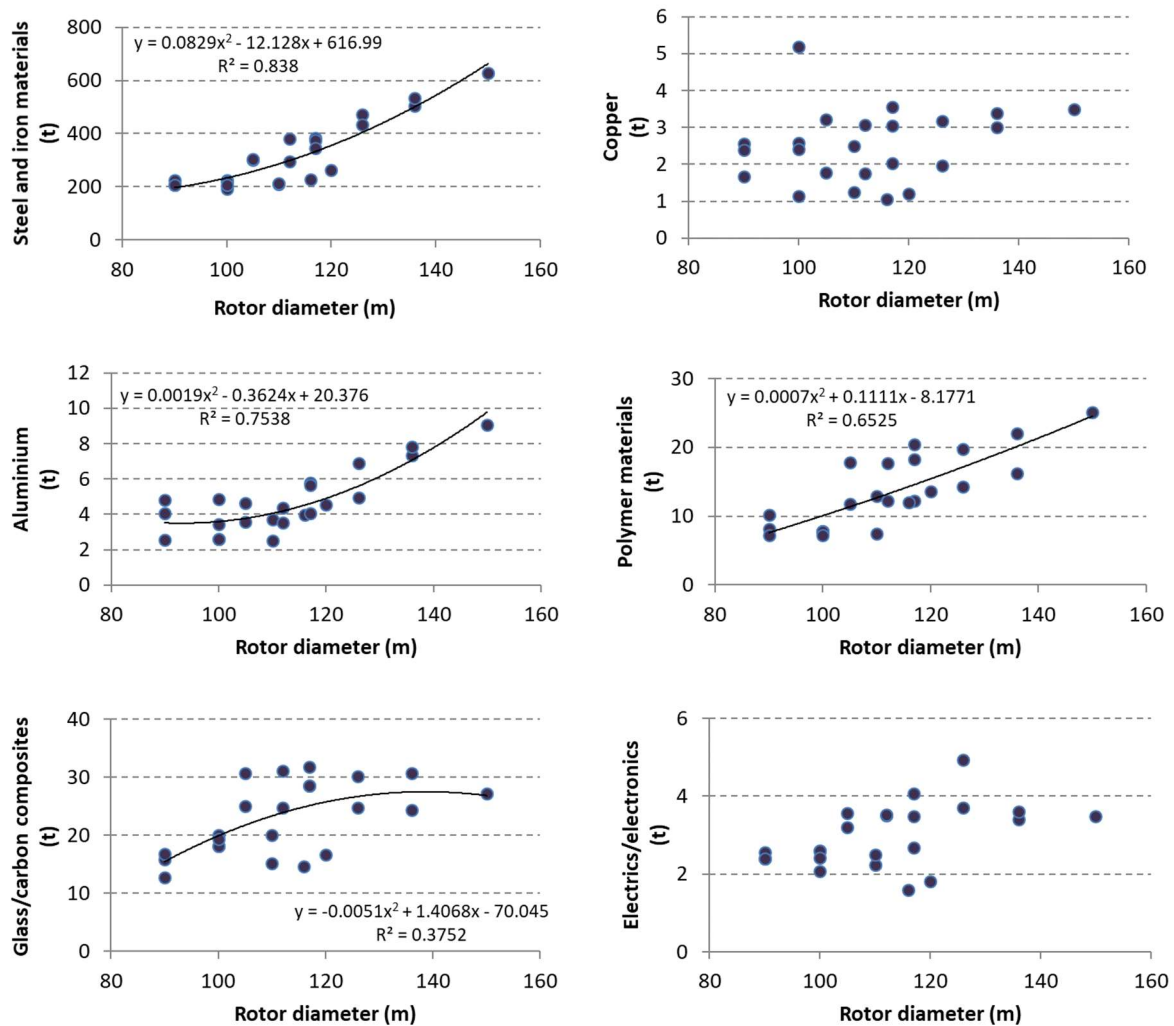 Steel and iron materials
(t)
800
600
400
200
0
y = 0.0829x² - 12.128x + 616.99
R² = 0.838
80 100 120 140 160
Rotor diameter (m)
Copper
(t)
6
5
4
3
2
1
0
80 100 120 140 160
Rotor diameter (m)
Aluminium
(t)
12
10
8
6
4
2
0
y = 0.0019x² - 0.3624x + 20.376
R² = 0.7538
80 100 120 140 160
Rotor diameter (m)
Polymer materials
(t)
30
20
10
0
y = 0.0007x² + 0.1111x - 8.1771
R² = 0.6525
80 100 120 140 160
Rotor diameter (m)
Glass/carbon composites
(t)
40
30
20
10
0
y = -0.0051x² + 1.4068x - 70.045
R² = 0.3752
80 100 120 140 160
Rotor diameter (m)
Electrics/electronics
(t)
6
4
2
0
80 100 120 140 160
Rotor diameter (m)